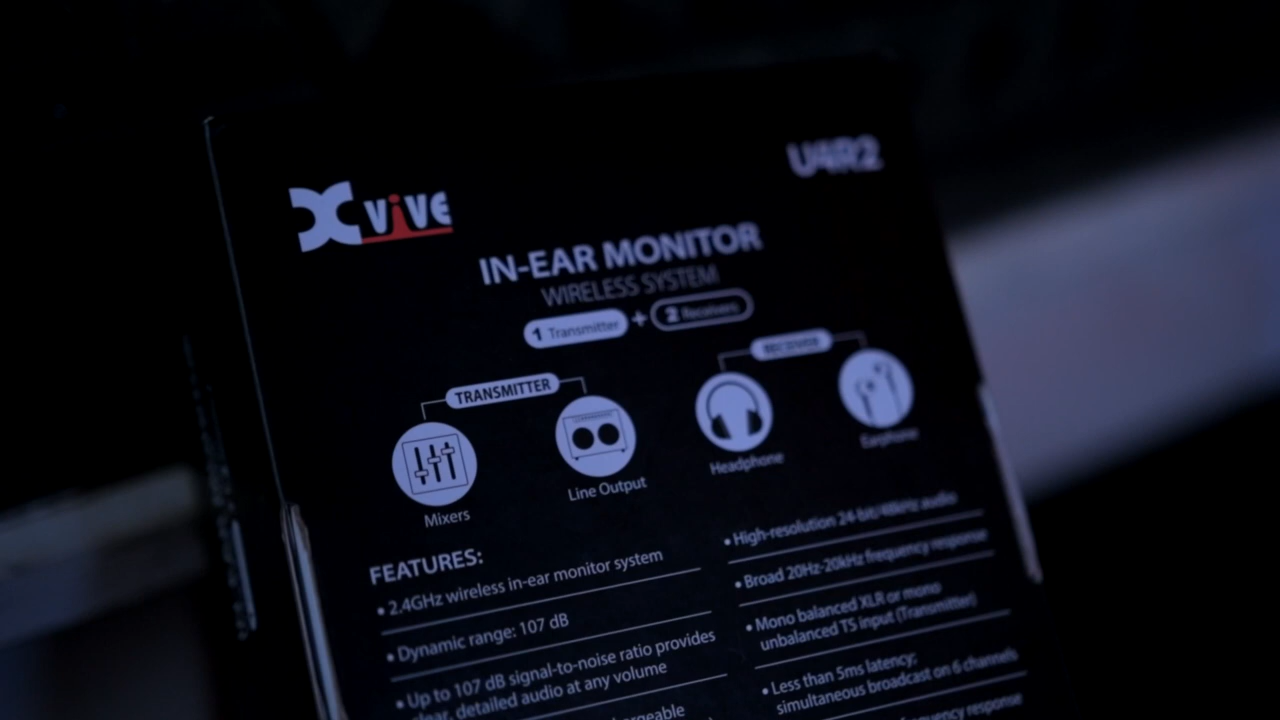 Xvive
U4R2
IN-EAR MONITOR
WIRELESS SYSTEM
1 Transmitter + 2 Receivers
TRANSMITTER
RECEIVER
Mixers
Line Output
Headphone
Earphone
FEATURES:
• 2.4GHz wireless in-ear monitor system
• Dynamic range: 107 dB
• Up to 107 dB signal-to-noise ratio provides
clear, detailed audio at any volume
• High-resolution 24-bit/48kHz audio
• Broad 20Hz-20kHz frequency response
• Mono balanced XLR or mono
unbalanced TS input (Transmitter)
• Less than 5ms latency;
simultaneous broadcast on 6 channels
response